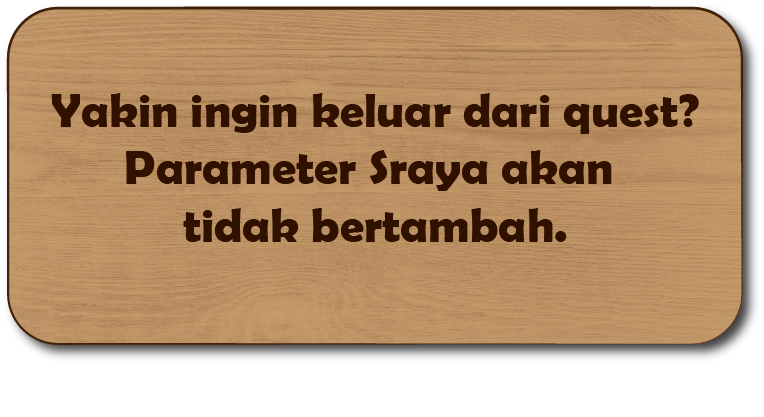 Yakin ingin keluar dari quest?
Parameter Sraya akan
tidak bertambah.